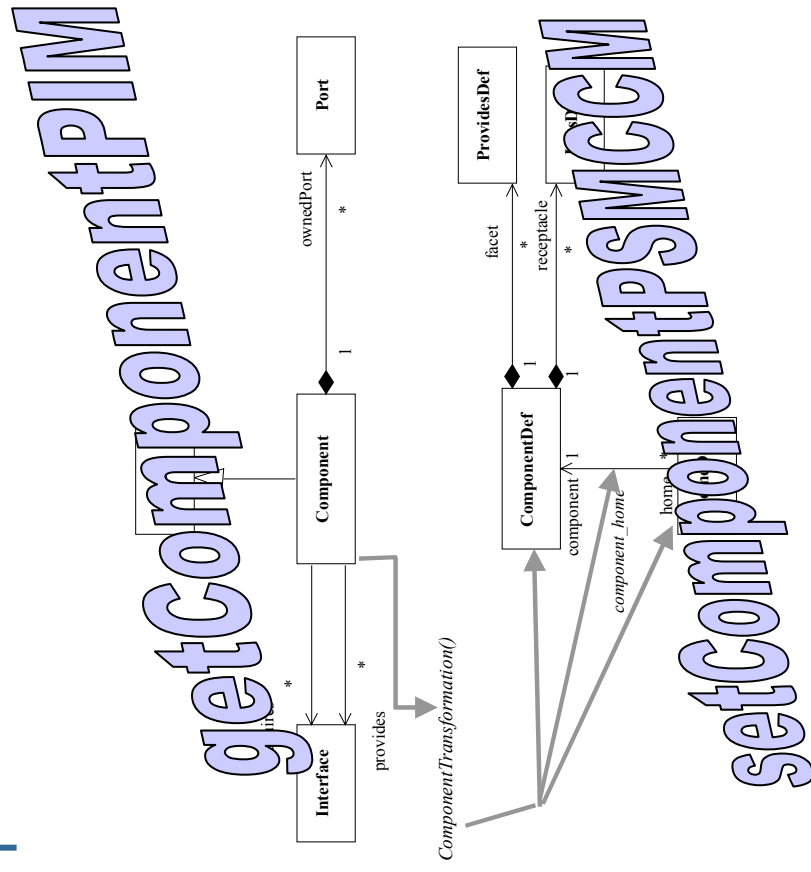 getComponentPIM
Port
ownedPort
*
1
Component
*
*
provides
Interface
ComponentTransformation()
ProvidesDef
facet
*
receptacle
*
1
1
ComponentDef
component
1
*
home
component_home
setComponentPSMCCM